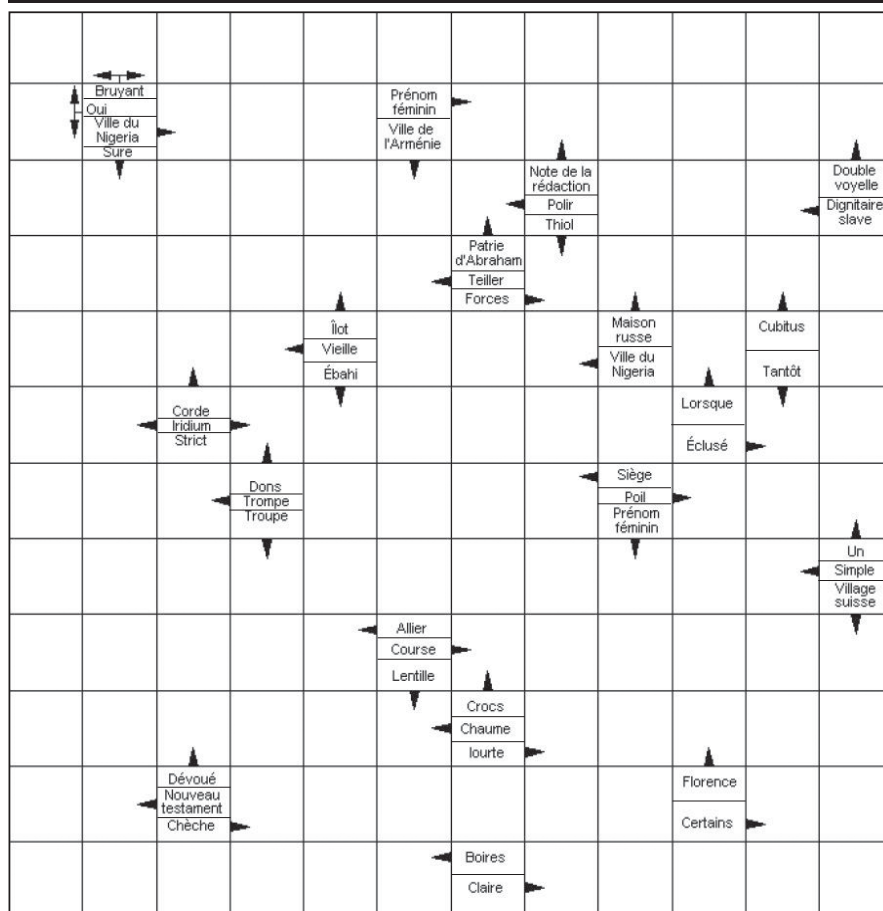 Bruyant
Oui
Ville du
Nigeria
Sure
Prénom
féminin
Ville de
l'Arménie
Note de la
rédaction
Polir
Thiol
Double
voyelle
Dignitaire
slave
Patrie
d'Abraham
Teiller
Forces
Îlot
Vieille
Ébahi
Maison
russe
Ville du
Nigeria
Cubitus
Tantôt
Corde
Iridium
Strict
Lorsque
Éclusé
Dons
Trompe
Troupe
Siège
Poil
Prénom
féminin
Un
Simple
Village
suisse
Allier
Course
Lentille
Crocs
Chaume
Iourte
Dévoué
Nouveau
testament
Chèche
Florence
Certains
Boires
Claire